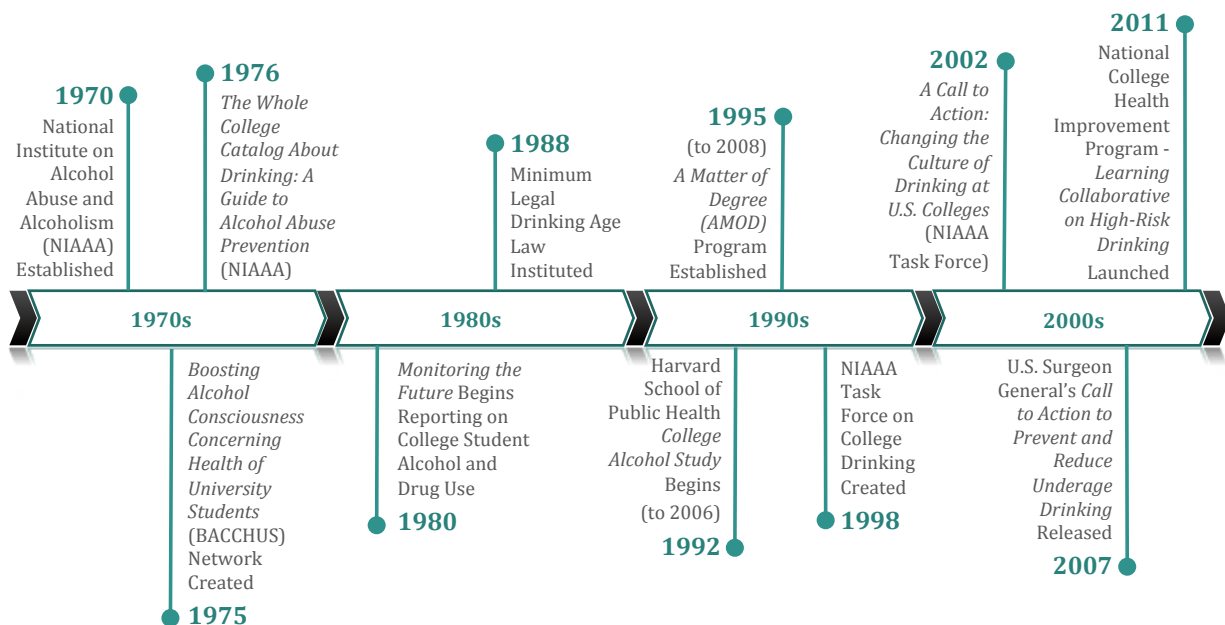 1970
National
Institute on
Alcohol
Abuse and
Alcoholism
(NIAAA)
Established
1976
The Whole
College
Catalog About
Drinking: A
Guide to
Alcohol Abuse
Prevention
(NIAAA)
1988
Minimum
Legal
Drinking Age
Law
Instituted
1995
(to 2008)
A Matter of
Degree
(AMOD)
Program
Established
2002
A Call to
Action:
Changing the
Culture of
Drinking at
U.S. Colleges
(NIAAA
Task Force)
2011
National
College
Health
Improvement
Program -
Learning
Collaborative
on High-Risk
Drinking
Launched
1970s
1980s
1990s
2000s
Boosting
Alcohol
Consciousness
Concerning
Health of
University
Students
(BACCHUS)
Network
Created
1975
Monitoring the
Future Begins
Reporting on
College Student
Alcohol and
Drug Use
1980
Harvard
School of
Public Health
College
Alcohol Study
Begins
(to 2006)
1992
NIAAA
Task
Force on
College
Drinking
Created
1998
U.S. Surgeon
General's Call
to Action to
Prevent and
Reduce
Underage
Drinking
Released
2007